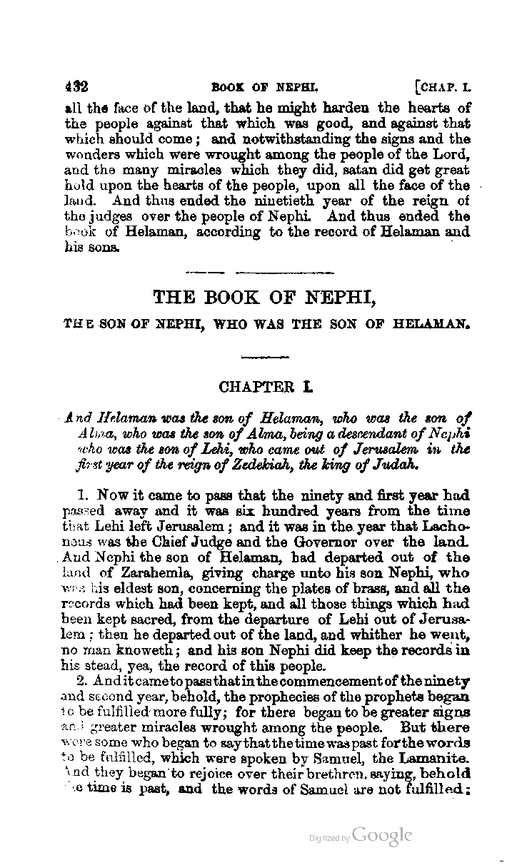 432 BOOK OF NEPHI. [CHAP. I.
all the face of the land, that he might harden the hearts of
the people against that which was good, and against that
which should come; and notwithstanding the signs and the
wonders which were wrought among the people of the Lord,
and the many miracles which they did, satan did get great
hold upon the hearts of the people, upon all the face of the
land. And thus ended the ninetieth year of the reign of
the judges over the people of Nephi. And thus ended the
book of Helaman, according to the record of Helaman and
his sons.
THE BOOK OF NEPHI,
THE SON OF NEPHI, WHO WAS THE SON OF HELAMAN.
CHAPTER I.
And Helaman was the son of Helaman, who was the son of
Alma, who was the son of Alma, being a descendant of Nephi
who was the son of Lehi, who came out of Jerusalem in the
first year of the reign of Zedekiah, the king of Judah.
1. Now it came to pass that the ninety and first year had
passed away and it was six hundred years from the time
that Lehi left Jerusalem; and it was in the year that Lacho-
neus was the Chief Judge and the Governor over the land.
And Nephi the son of Helaman, had departed out of the
land of Zarahemla, giving charge unto his son Nephi, who
was his eldest son, concerning the plates of brass, and all the
records which had been kept, and all those things which had
been kept sacred, from the departure of Lehi out of Jerusa-
lem; then he departed out of the land, and whither he went,
no man knoweth; and his son Nephi did keep the records in
his stead, yea, the record of this people.
2. And it came to pass that in the commencement of the ninety
and second year, behold, the prophecies of the prophets began
to be fulfilled more fully; for there began to be greater signs
and greater miracles wrought among the people. But there
were some who began to say that the time was past for the words
to be fulfilled, which were spoken by Samuel, the Lamanite.
And they began to rejoice over their brethren, saying, behold
the time is past, and the words of Samuel are not fulfilled;
Digitized by Google